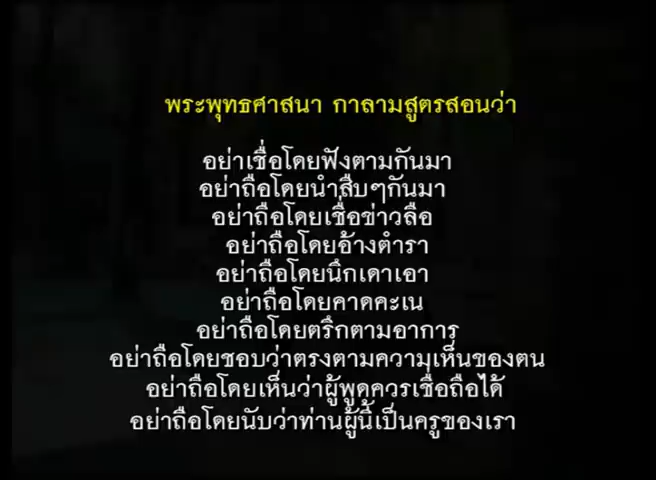 พระพุทธศาสนา กาลามสูตรสอนว่า
อย่าเชื่อโดยฟังตามกันมา
อย่าถือโดยนำสืบๆกันมา
อย่าถือโดยเชื่อข่าวลือ
อย่าถือโดยอ้างตำรา
อย่าถือโดยนึกเดาเอา
อย่าถือโดยคาดคะเน
อย่าถือโดยตริกตามอาการ
อย่าถือโดยชอบว่าตรงตามความเห็นของตน
อย่าถือโดยเห็นว่าผู้พูดควรเชื่อถือได้
อย่าถือโดยนับว่าท่านผู้นี้เป็นครูของเรา